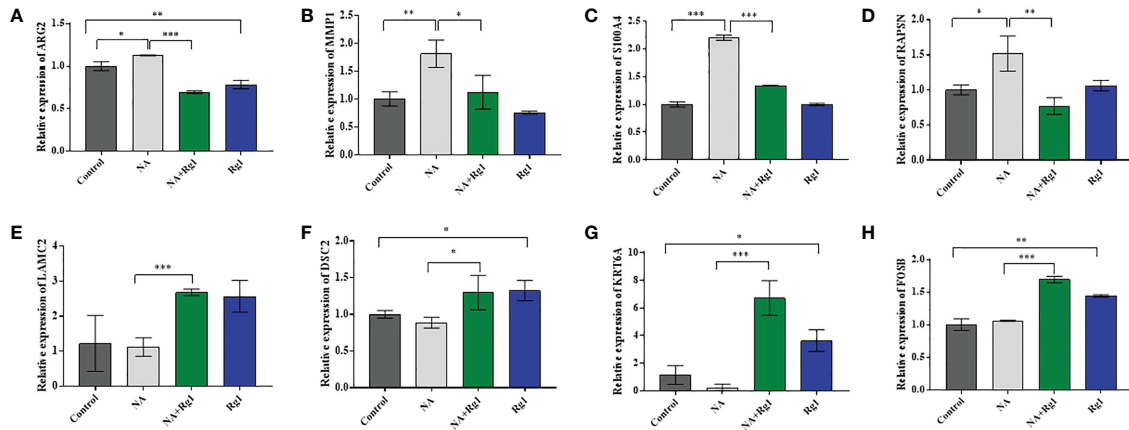 A
Relative expression of ARG2
1.5
1.0
0.5
0.0
**
*
***
Control
NA
NA+Rg1
Rg1
B
Relative expression of MMP1
2.5
2.0
1.5
1.0
0.5
0.0
**
*
Control
NA
NA+Rg1
Rg1
C
Relative expression of S100A4
2.5
2.0
1.5
1.0
0.5
0.0
***
***
Control
NA
NA+Rg1
Rg1
D
Relative expression of RAPSN
2.0
1.5
1.0
0.5
0.0
*
**
Control
NA
NA+Rg1
Rg1
E
Relative expression of LAMC2
4
3
2
1
0
***
Control
NA
NA+Rg1
Rg1
F
Relative expression of DSC2
2.0
1.5
1.0
0.5
0.0
*
*
Control
NA
NA+Rg1
Rg1
G
Relative expression of KRT6A
10
8
6
4
2
0
*
***
Control
NA
NA+Rg1
Rg1
H
Relative expression of FOSB
2.0
1.5
1.0
0.5
0.0
**
***
Control
NA
NA+Rg1
Rg1